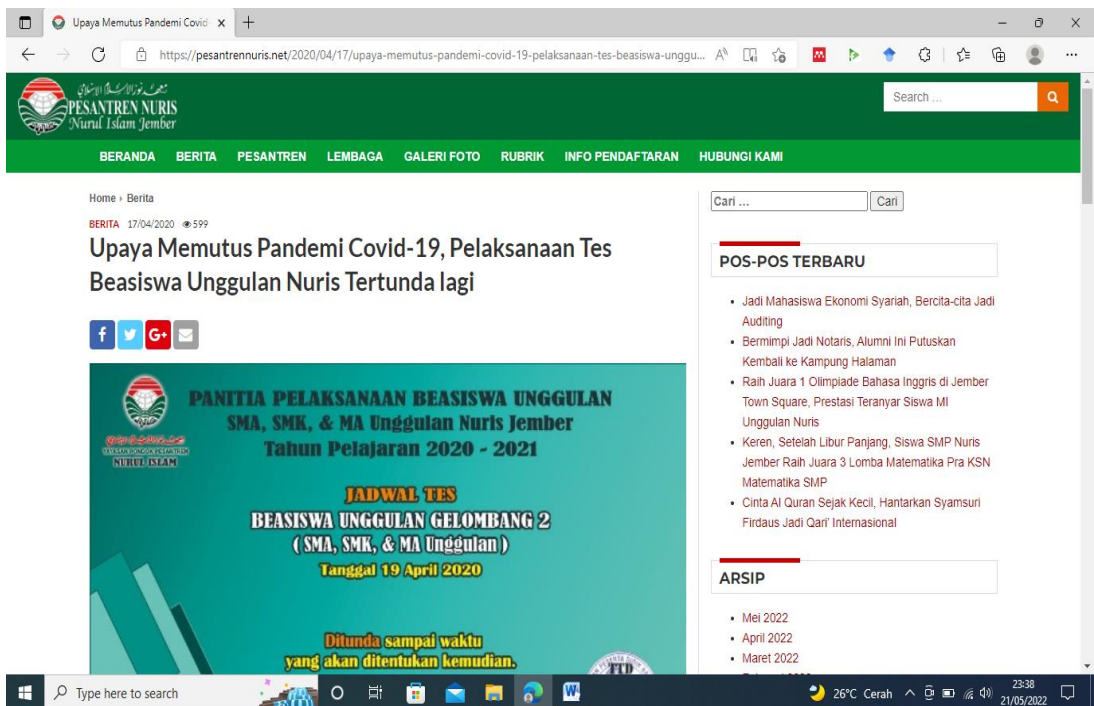 Upaya Memutus Pandemi Covid-
https://pesantrennuris.net/2020/04/17/upaya-memutus-pandemi-covid-19-pelaksanaan-tes-beasiswa-unggu...
PESANTREN NURIS
Nurul Islam Jember
Search ...
BERANDA BERITA PESANTREN LEMBAGA GALERI FOTO RUBRIK INFO PENDAFTARAN HUBUNGI KAMI
Home › Berita
BERITA 17/04/2020 599
Upaya Memutus Pandemi Covid-19, Pelaksanaan Tes
Beasiswa Unggulan Nuris Tertunda lagi
f G+
PANITIA PELAKSANAAN BEASISWA UNGGULAN
SMA, SMK, & MA Unggulan Nuris Jember
Tahun Pelajaran 2020 - 2021
YAYASAN PONDOK PESANTREN
NURUL ISLAM
JADWAL TES
BEASISWA UNGGULAN GELOMBANG 2
( SMA, SMK, & MA Unggulan )
Tanggal 19 April 2020
Ditunda sampai waktu
yang akan ditentukan kemudian.
Cari ... Cari
POS-POS TERBARU
• Jadi Mahasiswa Ekonomi Syariah, Bercita-cita Jadi
Auditing
• Bermimpi Jadi Notaris, Alumni Ini Putuskan
Kembali ke Kampung Halaman
• Raih Juara 1 Olimpiade Bahasa Inggris di Jember
Town Square, Prestasi Teranyar Siswa MI
Unggulan Nuris
• Keren, Setelah Libur Panjang, Siswa SMP Nuris
Jember Raih Juara 3 Lomba Matematika Pra KSN
Matematika SMP
• Cinta Al Quran Sejak Kecil, Hantarkan Syamsuri
Firdaus Jadi Qari' Internasional
ARSIP
• Mei 2022
• April 2022
• Maret 2022
Type here to search
26°C Cerah
23:38
21/05/2022